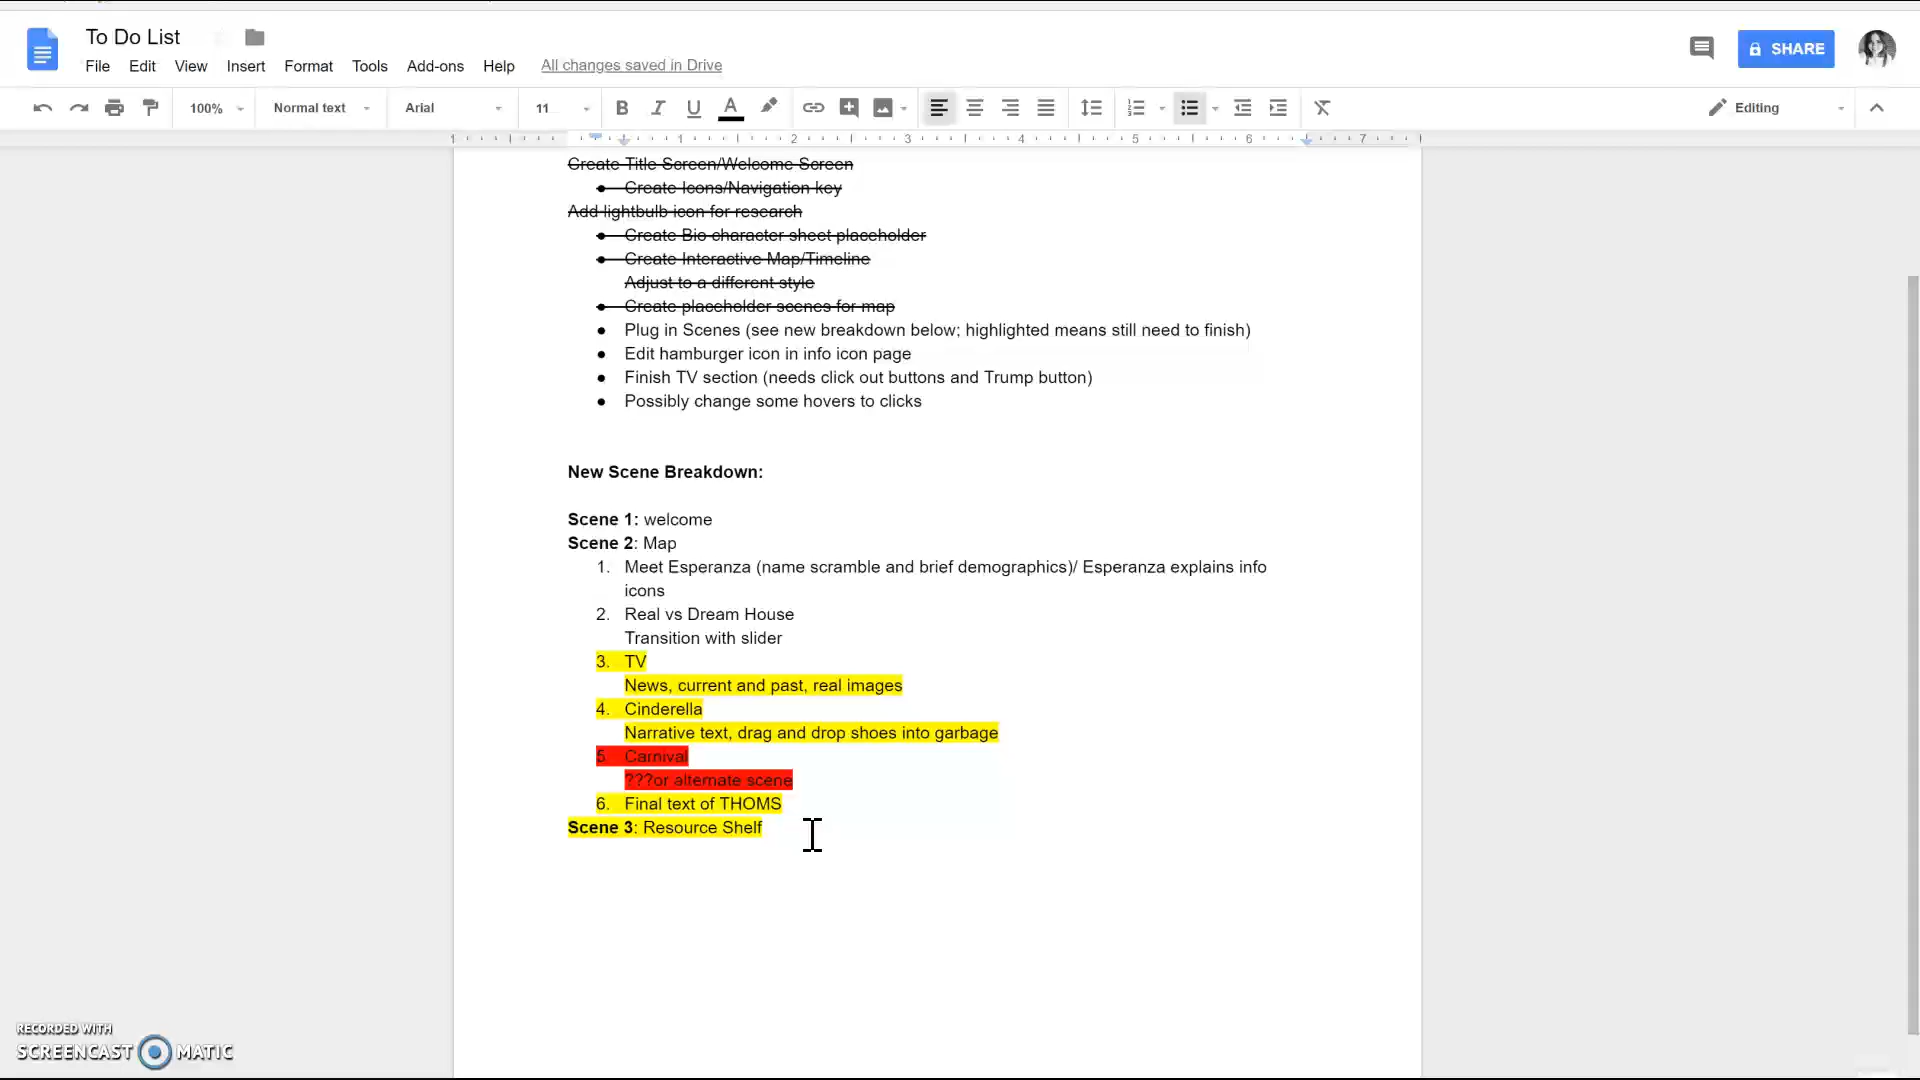 To Do List
File Edit View Insert Format Tools Add-ons Help All changes saved in Drive
SHARE
100% Normal text Arial 11 B I U A Editing
1 1 2 3 4 5 6 7
Create Title Screen/Welcome Screen
● Create Icons/Navigation key
Add lightbulb icon for research
● Create Bio character sheet placeholder
● Create Interactive Map/Timeline
Adjust to a different style
● Create placeholder scenes for map
● Plug in Scenes (see new breakdown below; highlighted means still need to finish)
● Edit hamburger icon in info icon page
● Finish TV section (needs click out buttons and Trump button)
● Possibly change some hovers to clicks
New Scene Breakdown:
Scene 1: welcome
Scene 2: Map
1. Meet Esperanza (name scramble and brief demographics)/ Esperanza explains info
icons
2. Real vs Dream House
Transition with slider
3. TV
News, current and past, real images
4. Cinderella
Narrative text, drag and drop shoes into garbage
5. Carnival
???or alternate scene
6. Final text of THOMS
Scene 3: Resource Shelf
RECORDED WITH
SCREENCAST MATIC